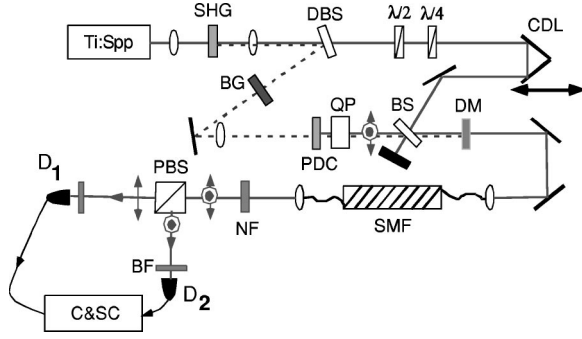 SHG
DBS
λ/2 λ/4
CDL
Ti:Spp
BG
QP
BS
DM
PDC
D1
PBS
NF
SMF
BF
D2
C&SC